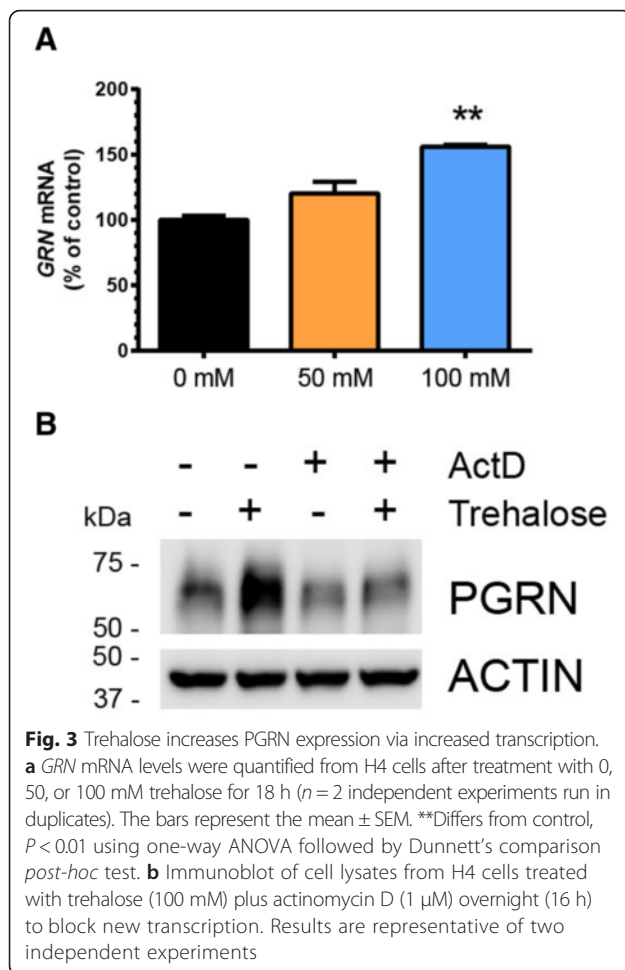 A
200
**
150
100
50
0
GRN mRNA
(% of control)
0 mM 50 mM 100 mM
B
- - + + ActD
kDa - + - + Trehalose
75 -
PGRN
50 -
50 -
ACTIN
37 -
Fig. 3 Trehalose increases PGRN expression via increased transcription.
a GRN mRNA levels were quantified from H4 cells after treatment with 0,
50, or 100 mM trehalose for 18 h (n = 2 independent experiments run in
duplicates). The bars represent the mean ± SEM. **Differs from control,
P < 0.01 using one-way ANOVA followed by Dunnett's comparison
post-hoc test. b Immunoblot of cell lysates from H4 cells treated
with trehalose (100 mM) plus actinomycin D (1 μM) overnight (16 h)
to block new transcription. Results are representative of two
independent experiments